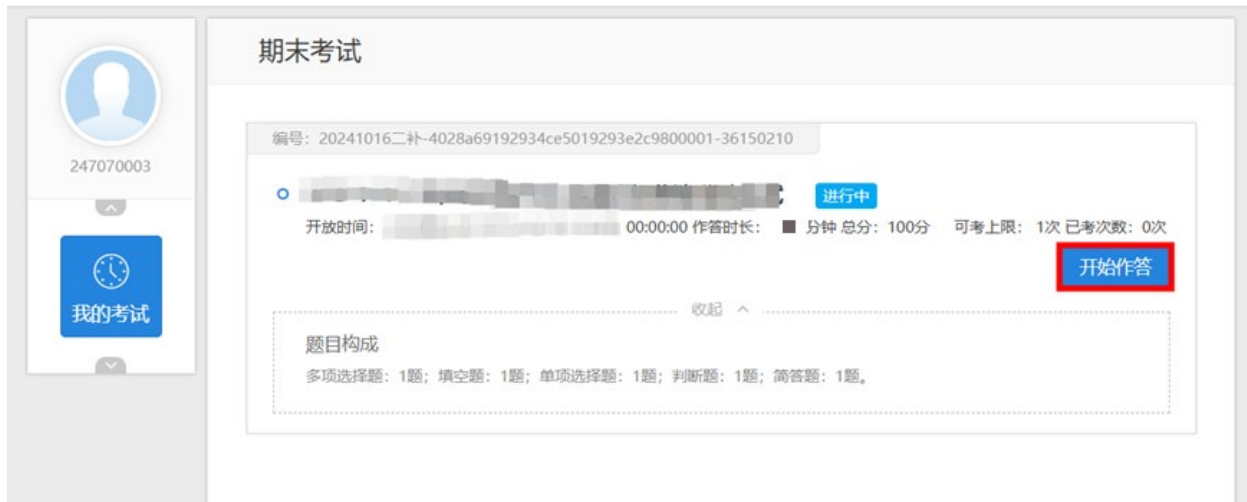 期末考试
编号：20241016二补-4028a69192934ce5019293e2c9800001-36150210
247070003
进行中
开放时间： 00:00:00 作答时长： 分钟 总分：100分 可考上限： 1次 已考次数：0次
开始作答
我的考试
收起
题目构成
多项选择题：1题；填空题：1题；单项选择题：1题；判断题：1题；简答题：1题。